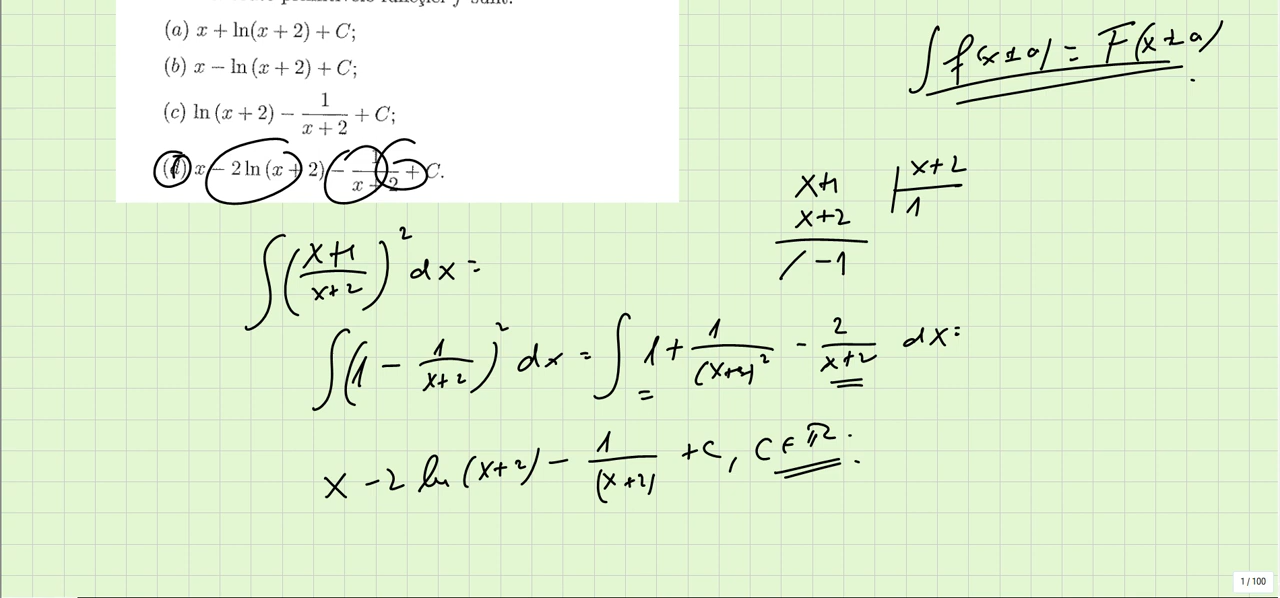 (a) x + ln(x + 2) + C;
(b) x − ln (x + 2) + C;
(c) ln (x + 2) − 1/(x + 2) + C;
(d) x − 2 ln (x + 2) − 1/(x + 2) + C.
∫ f(x±a) = F(x±a)
x+1 | x+2
x+2 | 1
/ −1
∫ ((x+1)/(x+2))² dx =
∫ (1 − 1/(x+2))² dx = ∫ 1 + 1/(x+2)² − 2/(x+2) dx =
x − 2 ln (x+2) − 1/(x+2) + C, C ∈ ℝ.
1 / 100